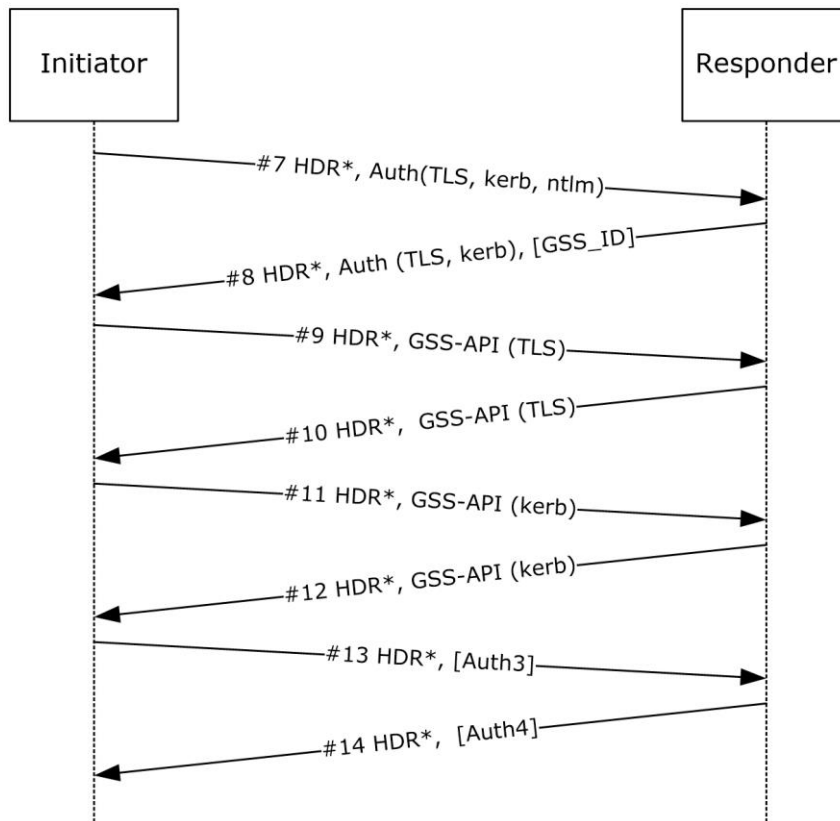 Initiator
Responder
#7 HDR*, Auth(TLS, kerb, ntlm)
#8 HDR*, Auth (TLS, kerb), [GSS_ID]
#9 HDR*, GSS-API (TLS)
#10 HDR*, GSS-API (TLS)
#11 HDR*, GSS-API (kerb)
#12 HDR*, GSS-API (kerb)
#13 HDR*, [Auth3]
#14 HDR*, [Auth4]